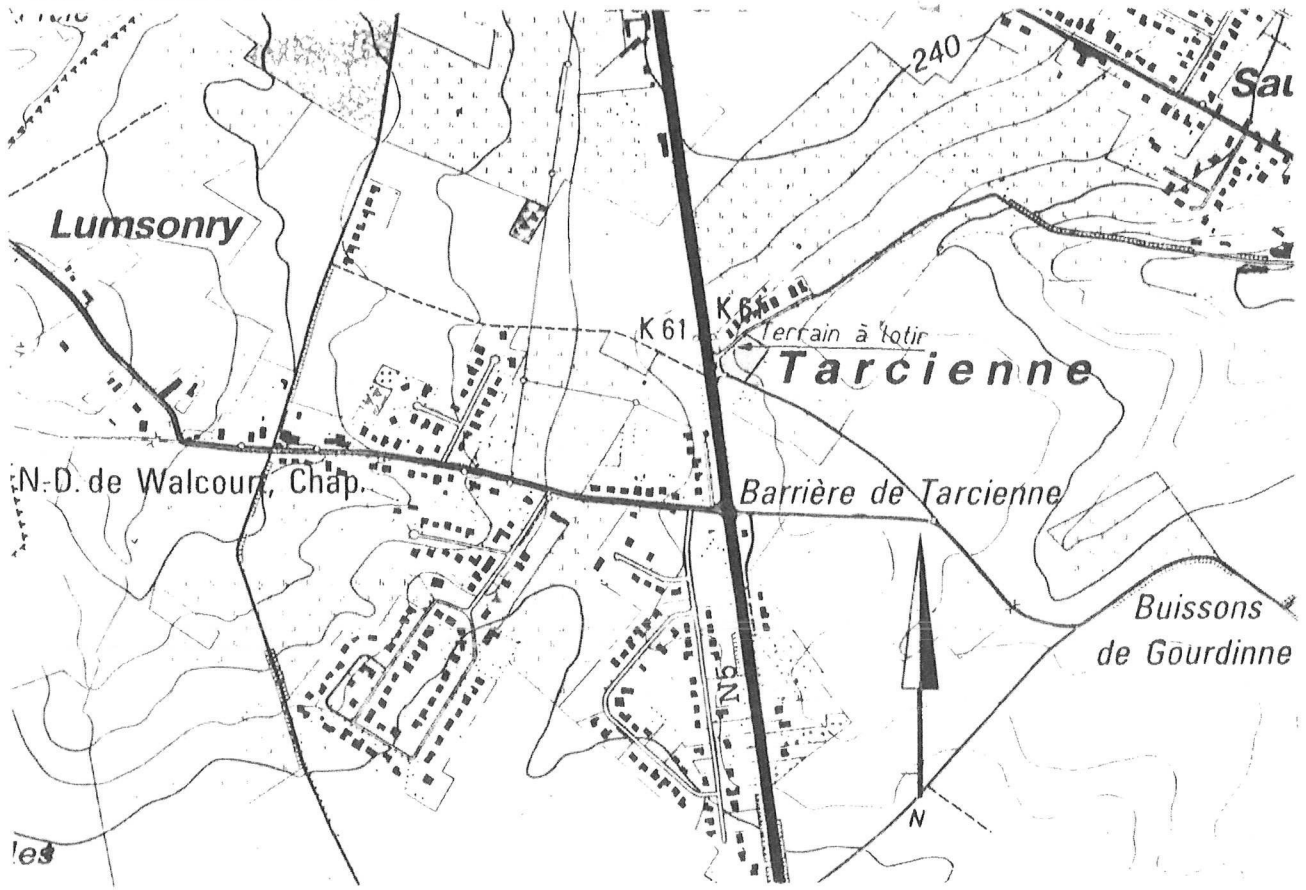 240
Sau
Lumsonry
K 61
K 61
Terrain à lotir
Tarcienne
N.-D. de Walcourt, Chap.
Barrière de Tarcienne
Buissons
de Gourdinne
N5
N
les